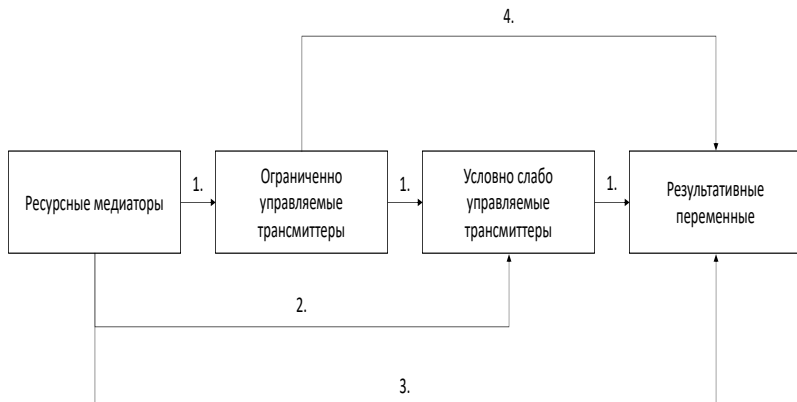 4.
Ресурсные медиаторы
1.
Ограниченно
управляемые
трансмиттеры
1.
Условно слабо
управляемые
трансмиттеры
1.
Результативные
переменные
2.
3.